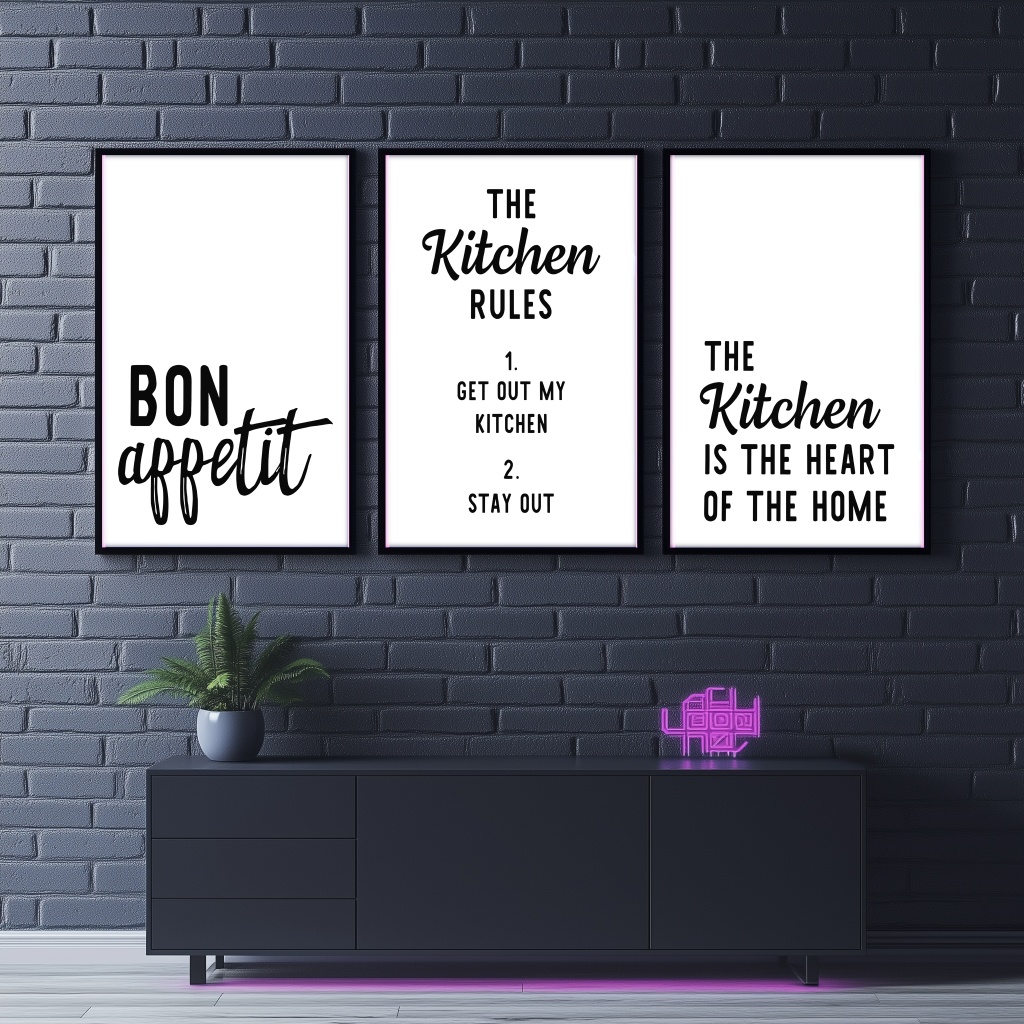 BON
appetit
THE
Kitchen
RULES
1.
GET OUT MY
KITCHEN
2.
STAY OUT
THE
Kitchen
IS THE HEART
OF THE HOME